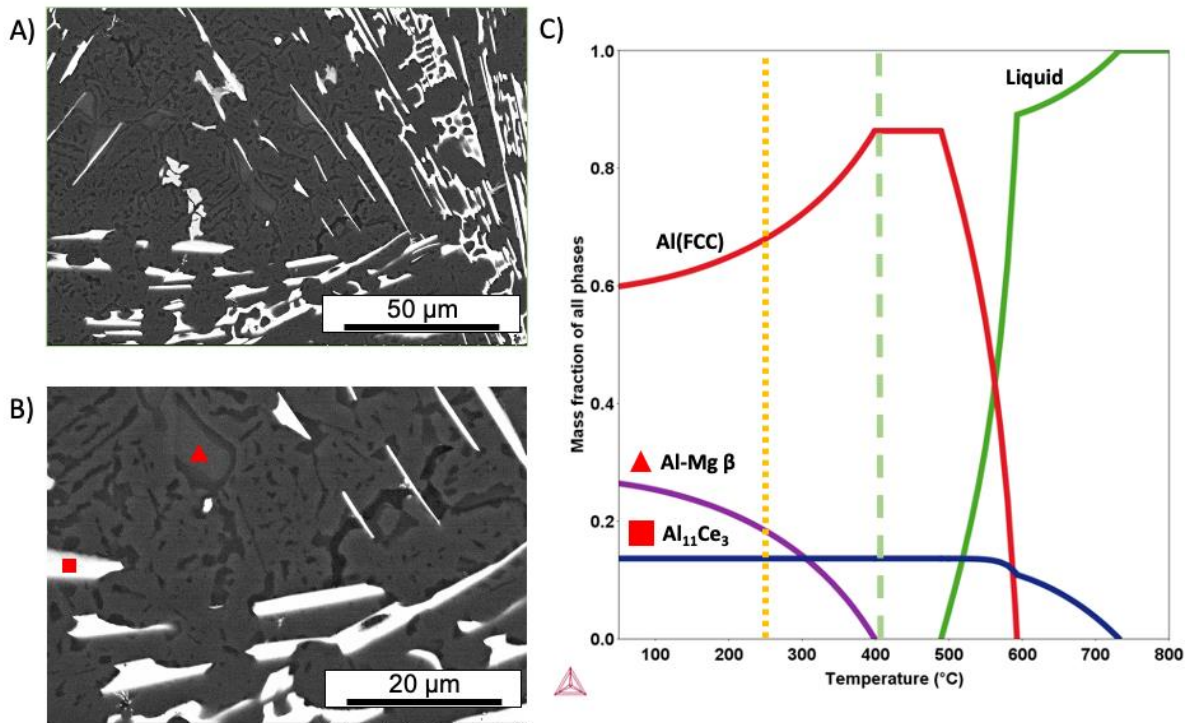 A)
50 µm
B)
20 µm
C)
Mass fraction of all phases
1.0
0.8
0.6
0.4
0.2
0.0
Liquid
Al(FCC)
Al-Mg β
Al₁₁Ce₃
100 200 300 400 500 600 700 800
Temperature (°C)